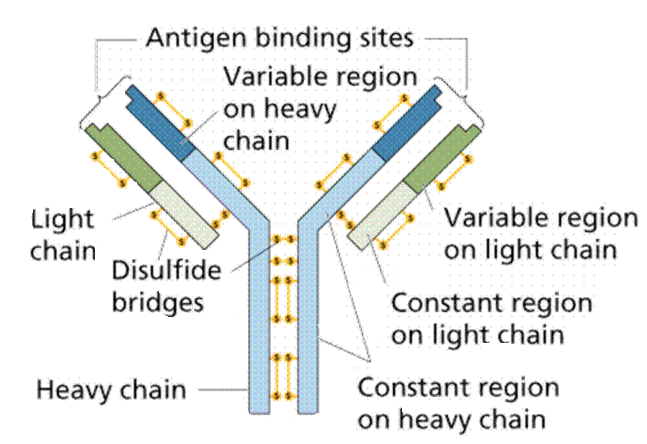 Antigen binding sites
Variable region
on heavy
chain
Light
chain
Disulfide
bridges
Variable region
on light chain
Constant region
on light chain
Heavy chain
Constant region
on heavy chain